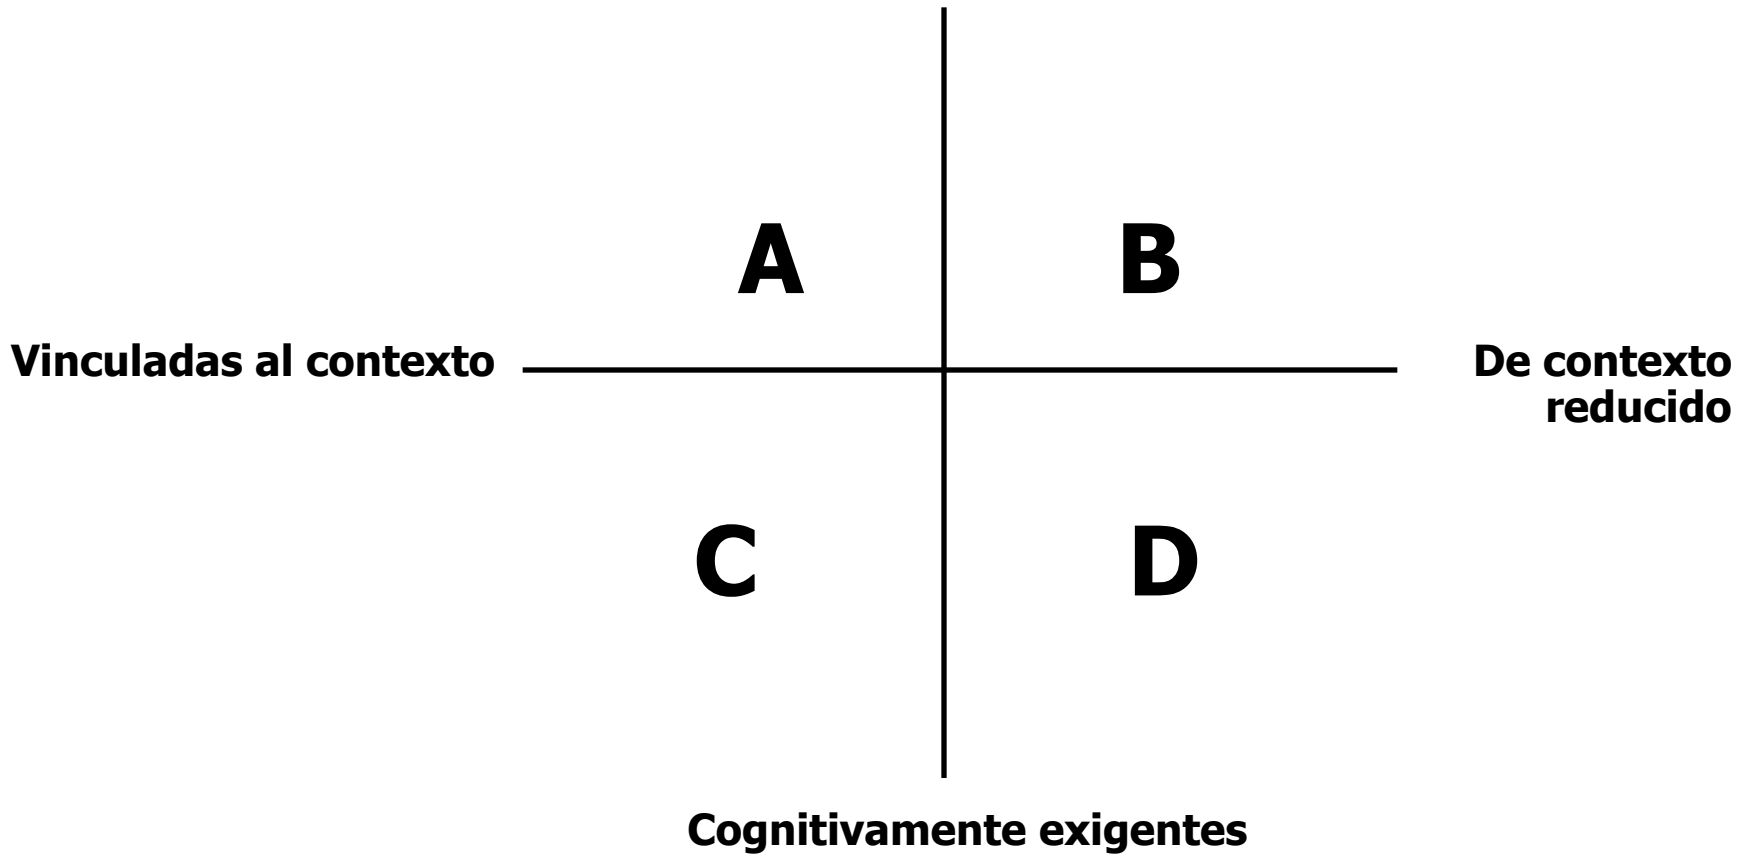 A
B
Vinculadas al contexto
De contexto
reducido
C
D
Cognitivamente exigentes